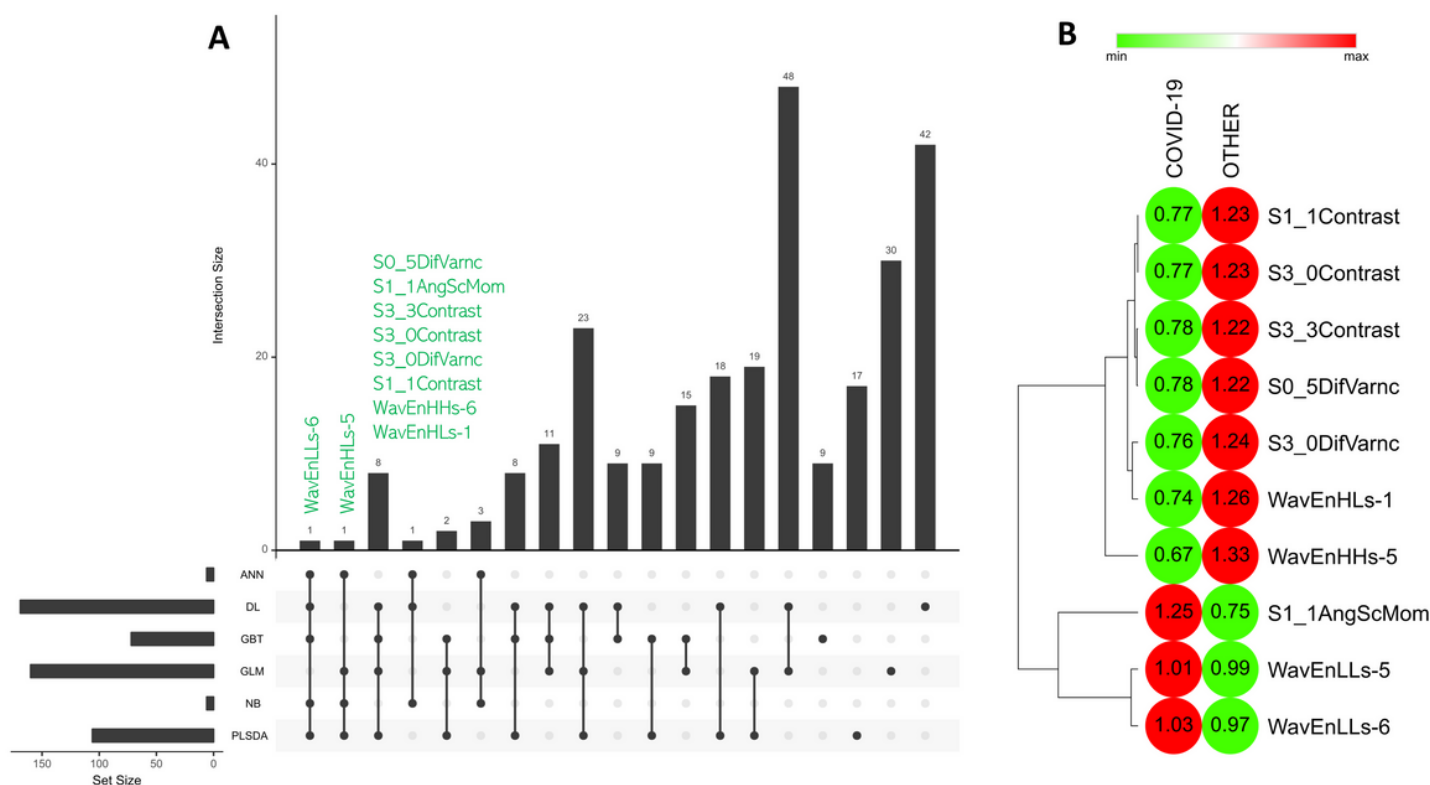 A
Intersection Size
40
20
0
1
1
8
1
2
3
8
11
23
9
9
15
18
19
48
9
17
30
42
WavEnLLs-6
WavEnHLs-5
S0_5DifVarnc
S1_1AngScMom
S3_3Contrast
S3_0Contrast
S3_0DifVarnc
S1_1Contrast
WavEnHHs-6
WavEnHLs-1
ANN
DL
GBT
GLM
NB
PLSDA
150 100 50 0
Set Size
B
min max
COVID-19 OTHER
0.77 1.23 S1_1Contrast
0.77 1.23 S3_0Contrast
0.78 1.22 S3_3Contrast
0.78 1.22 S0_5DifVarnc
0.76 1.24 S3_0DifVarnc
0.74 1.26 WavEnHLs-1
0.67 1.33 WavEnHHs-5
1.25 0.75 S1_1AngScMom
1.01 0.99 WavEnLLs-5
1.03 0.97 WavEnLLs-6